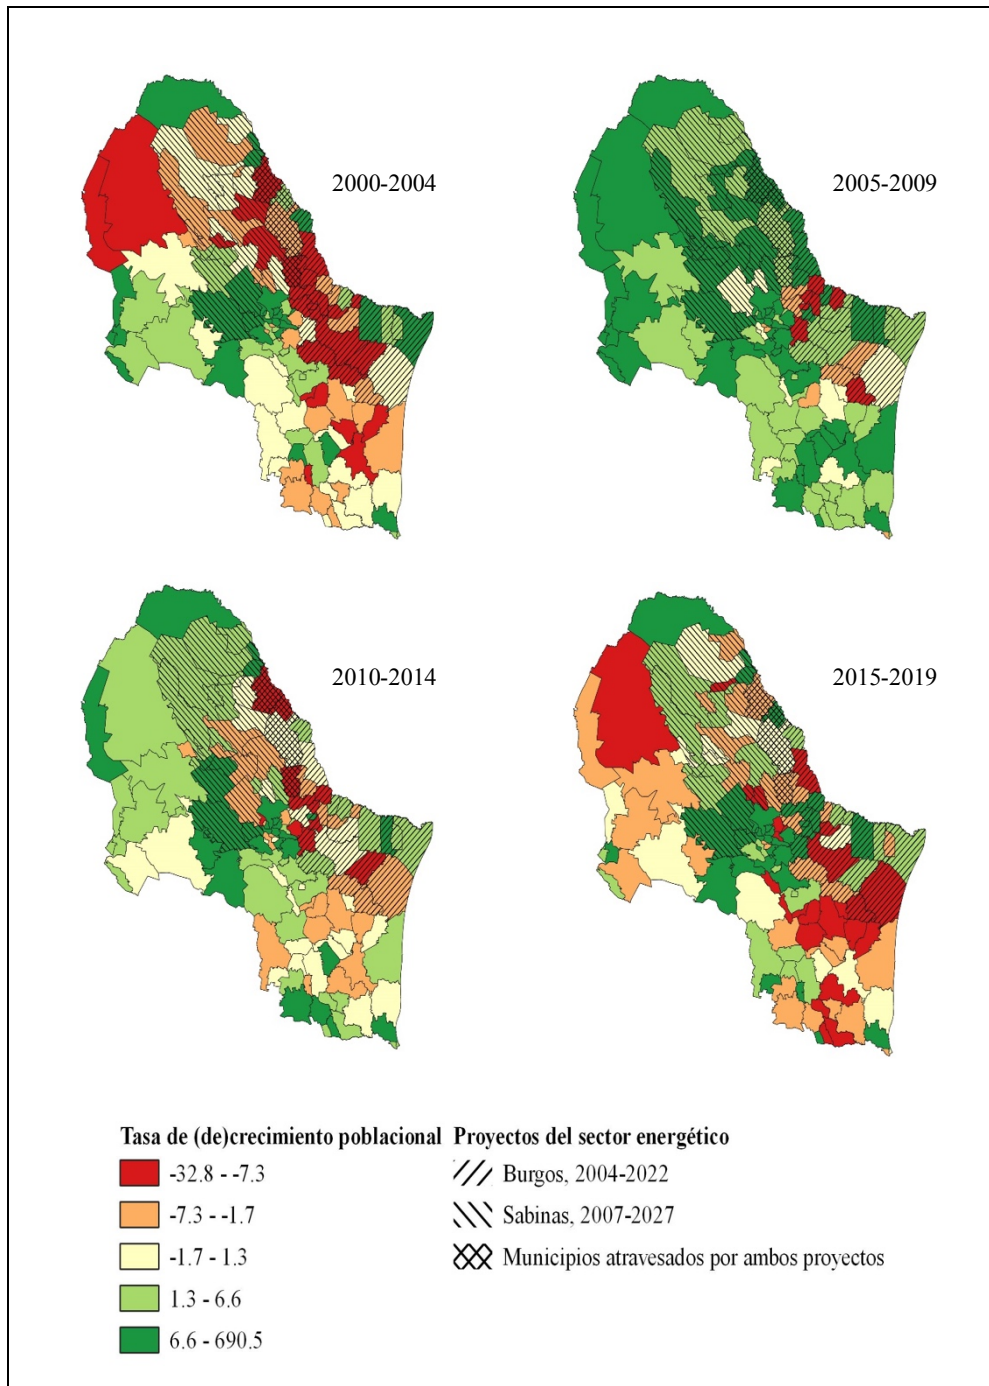 2000-2004
2005-2009
2010-2014
2015-2019
Tasa de (de)crecimiento poblacional
-32.8 - -7.3
-7.3 - -1.7
-1.7 - 1.3
1.3 - 6.6
6.6 - 690.5
Proyectos del sector energético
Burgos, 2004-2022
Sabinas, 2007-2027
Municipios atravesados por ambos proyectos